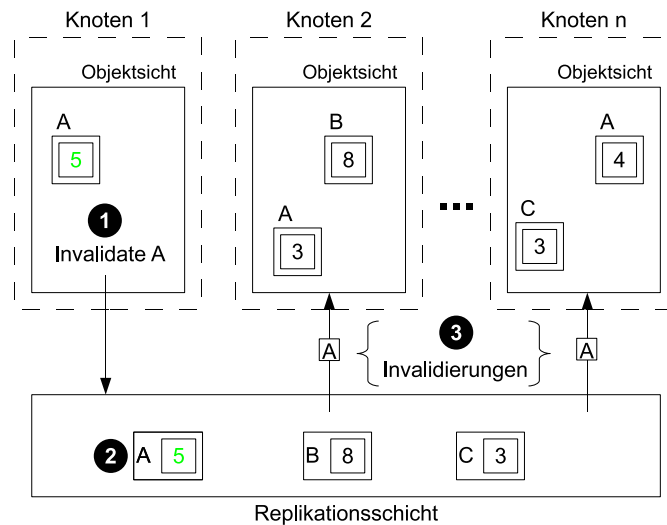 Knoten 1 Knoten 2 Knoten n
Objektsicht Objektsicht Objektsicht
A B A
5 8 4
1 A C
Invalidate A 3 3
...
3
A Invalidierungen A
2 A 5 B 8 C 3
Replikationsschicht